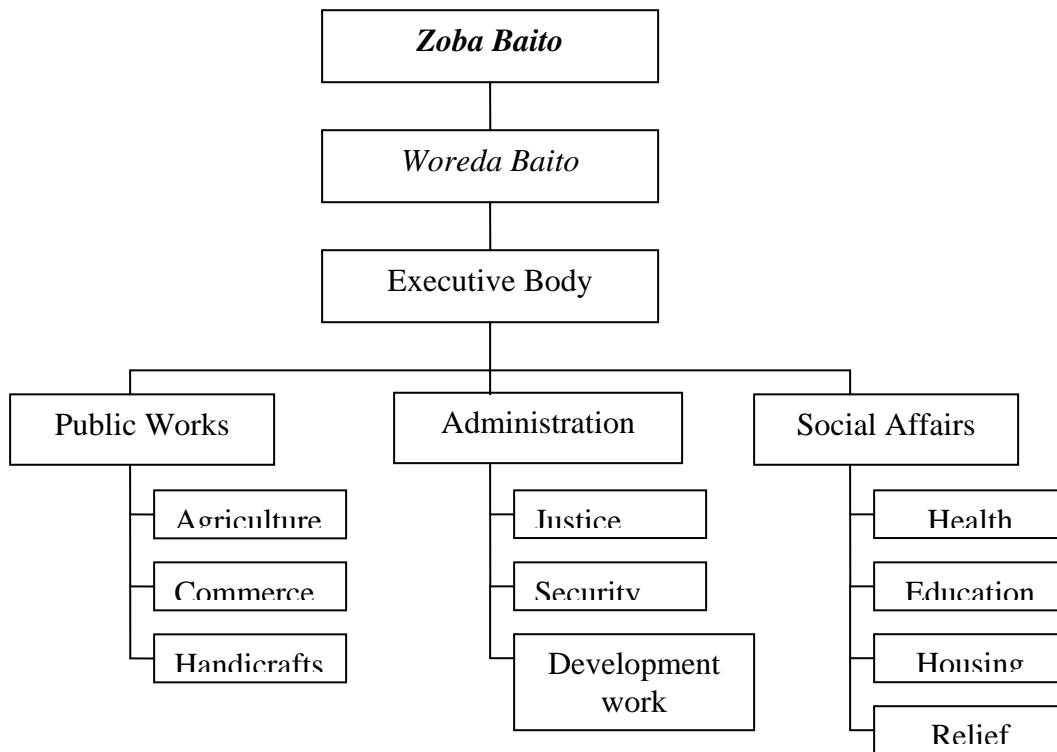 Zoba Baito
Woreda Baito
Executive Body
Public Works
Agriculture
Commerce
Handicrafts
Administration
Justice
Security
Development
work
Social Affairs
Health
Education
Housing
Relief